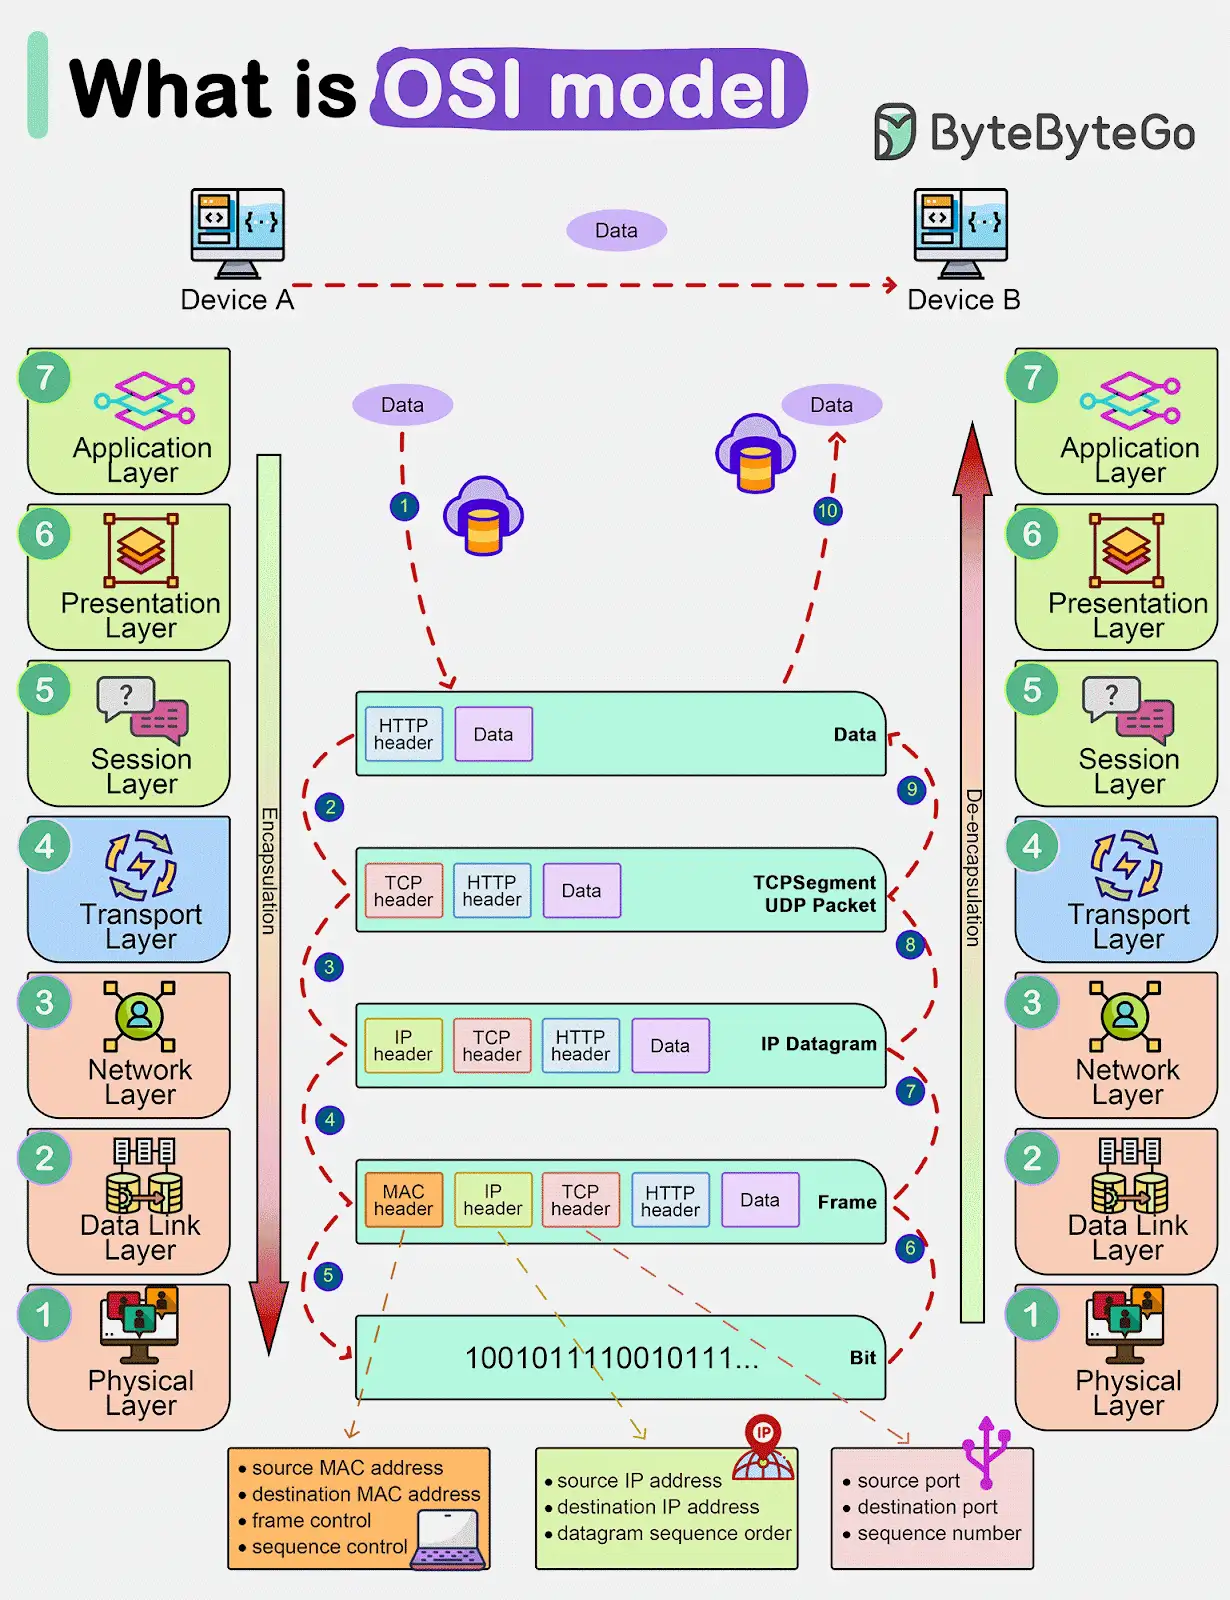 What is OSI model
ByteByteGo
Data
Device A
Device B
7
Application
Layer
6
Presentation
Layer
5
Session
Layer
4
Transport
Layer
3
Network
Layer
2
Data Link
Layer
1
Physical
Layer
Encapsulation
Data
1
Data
10
HTTP
header
Data
Data
2
9
TCP
header
HTTP
header
Data
TCPSegment
UDP Packet
3
8
IP
header
TCP
header
HTTP
header
Data
IP Datagram
4
7
MAC
header
IP
header
TCP
header
HTTP
header
Data
Frame
5
6
1001011110010111...
Bit
De-encapsulation
7
Application
Layer
6
Presentation
Layer
5
Session
Layer
4
Transport
Layer
3
Network
Layer
2
Data Link
Layer
1
Physical
Layer
• source MAC address
• destination MAC address
• frame control
• sequence control
IP
• source IP address
• destination IP address
• datagram sequence order
• source port
• destination port
• sequence number